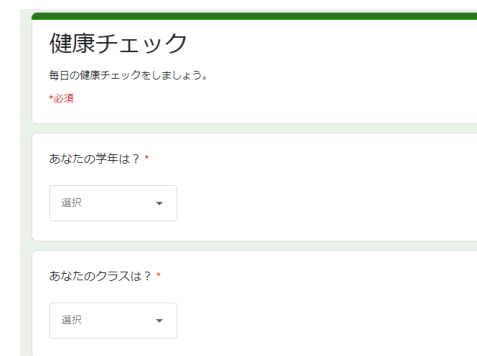 健康チェック
毎日の健康チェックをしましょう。
*必須
あなたの学年は？ *
選択
あなたのクラスは？ *
選択